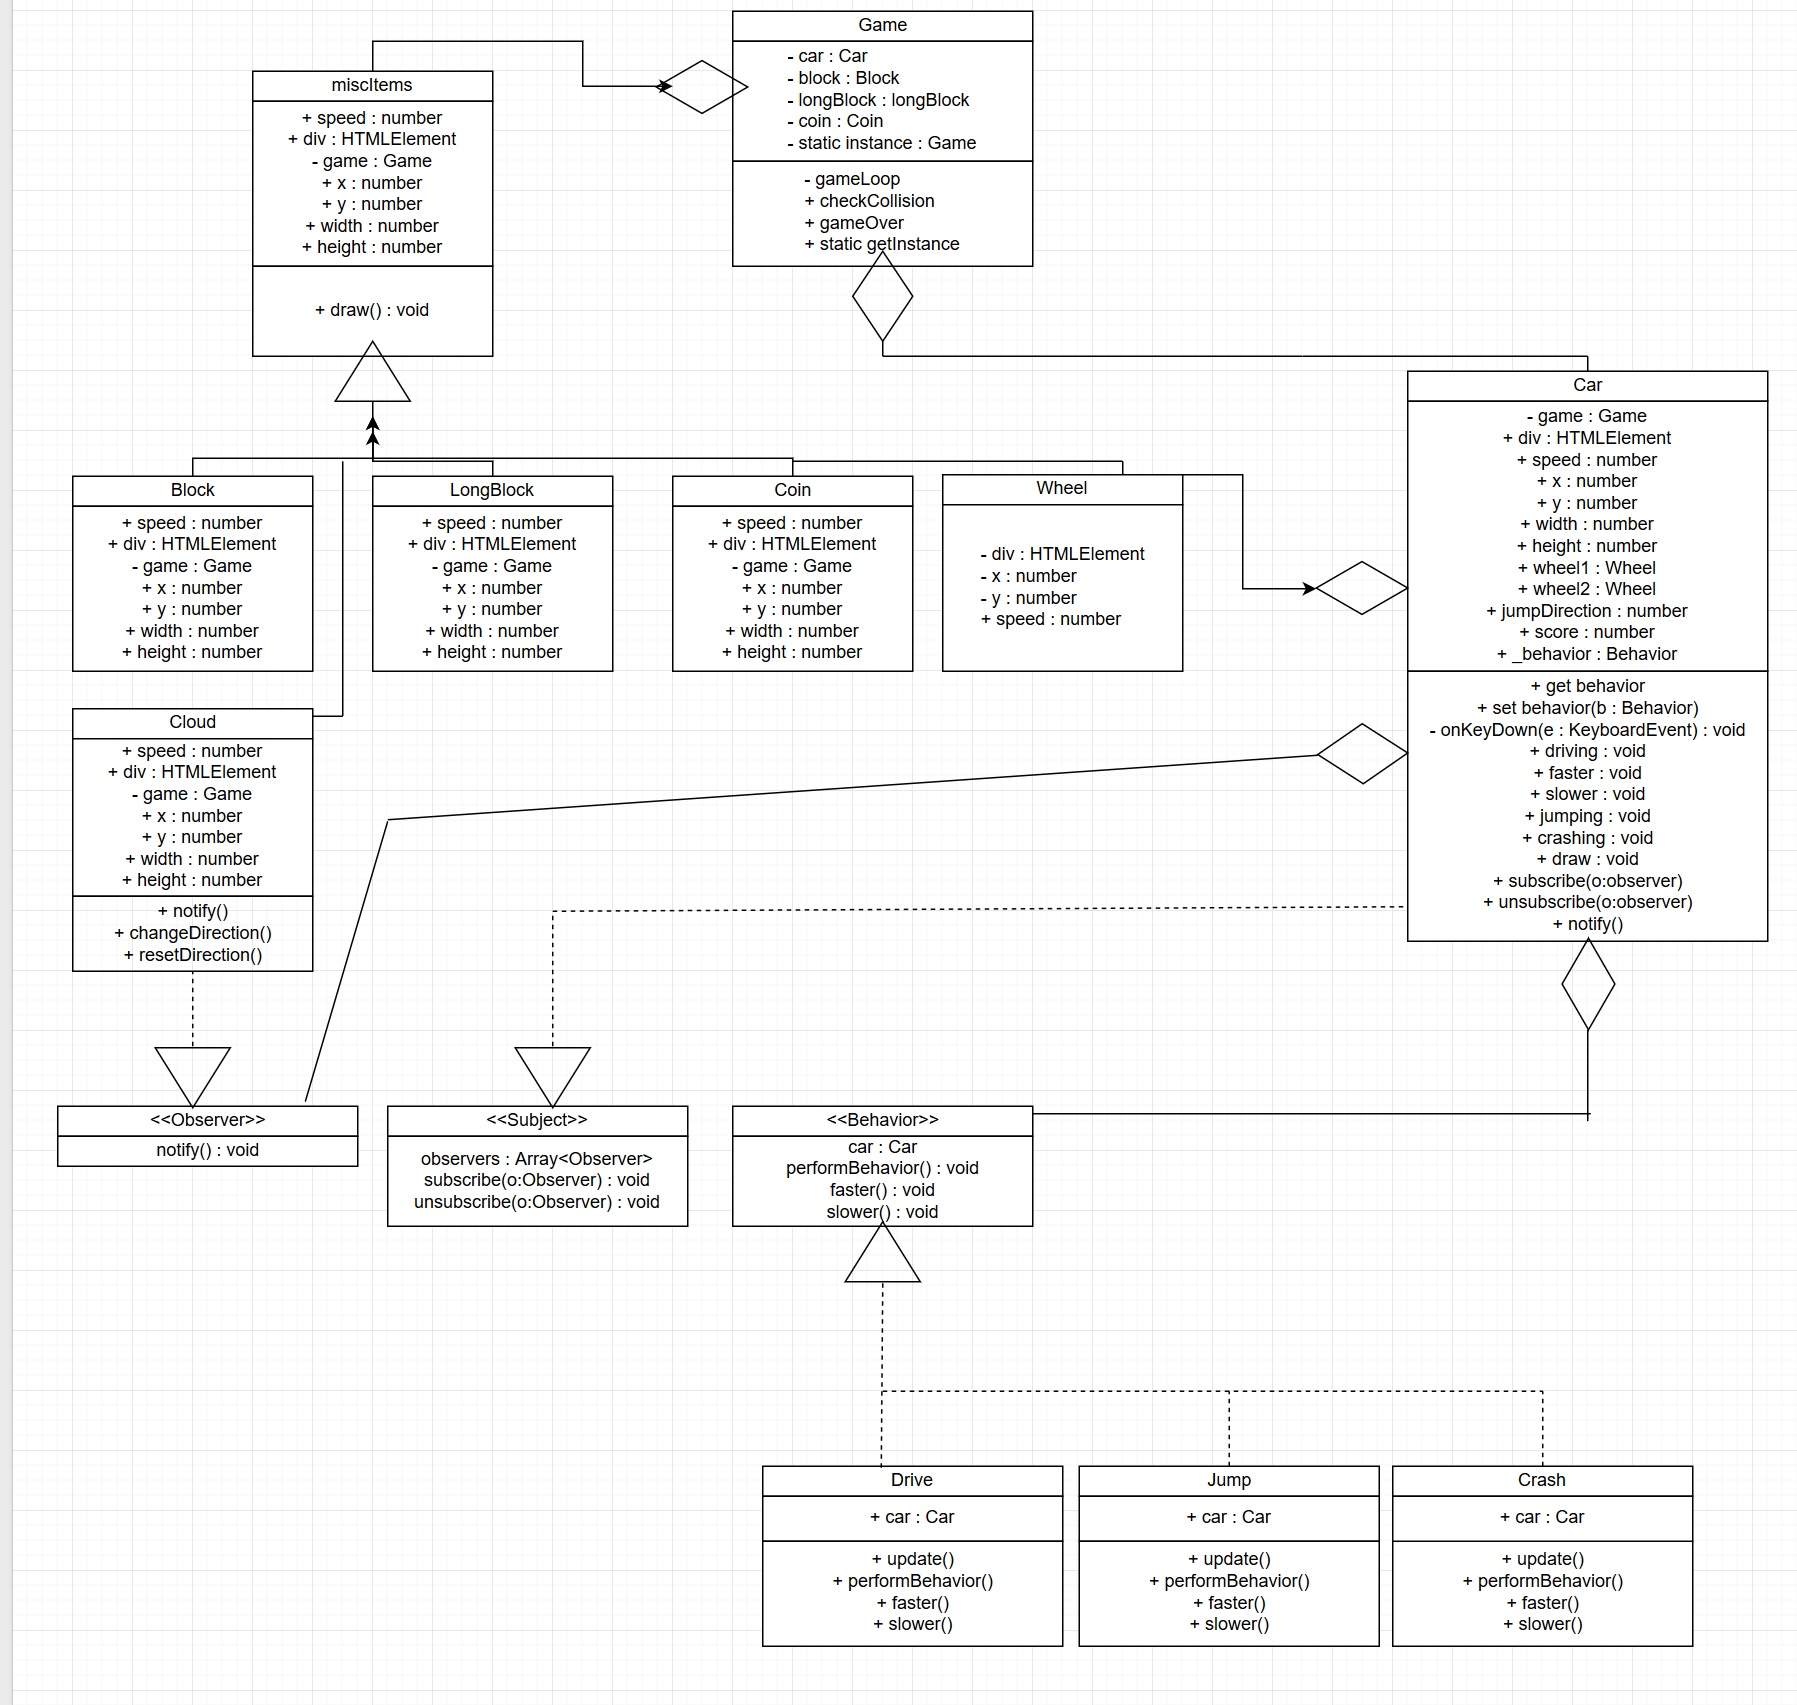 Game
- car : Car
- block : Block
- longBlock : longBlock
- coin : Coin
- static instance : Game
- gameLoop
+ checkCollision
+ gameOver
+ static getInstance
miscItems
+ speed : number
+ div : HTMLElement
- game : Game
+ x : number
+ y : number
+ width : number
+ height : number
+ draw() : void
Car
- game : Game
+ div : HTMLElement
+ speed : number
+ x : number
+ y : number
+ width : number
+ height : number
+ wheel1 : Wheel
+ wheel2 : Wheel
+ jumpDirection : number
+ score : number
+ _behavior : Behavior
+ get behavior
+ set behavior(b : Behavior)
- onKeyDown(e : KeyboardEvent) : void
+ driving : void
+ faster : void
+ slower : void
+ jumping : void
+ crashing : void
+ draw : void
+ subscribe(o:observer)
+ unsubscribe(o:observer)
+ notify()
Block
+ speed : number
+ div : HTMLElement
- game : Game
+ x : number
+ y : number
+ width : number
+ height : number
LongBlock
+ speed : number
+ div : HTMLElement
- game : Game
+ x : number
+ y : number
+ width : number
+ height : number
Coin
+ speed : number
+ div : HTMLElement
- game : Game
+ x : number
+ y : number
+ width : number
+ height : number
Wheel
- div : HTMLElement
- x : number
- y : number
+ speed : number
Cloud
+ speed : number
+ div : HTMLElement
- game : Game
+ x : number
+ y : number
+ width : number
+ height : number
+ notify()
+ changeDirection()
+ resetDirection()
<<Observer>>
notify() : void
<<Subject>>
observers : Array<Observer>
subscribe(o:Observer) : void
unsubscribe(o:Observer) : void
<<Behavior>>
car : Car
performBehavior() : void
faster() : void
slower() : void
Drive
+ car : Car
+ update()
+ performBehavior()
+ faster()
+ slower()
Jump
+ car : Car
+ update()
+ performBehavior()
+ faster()
+ slower()
Crash
+ car : Car
+ update()
+ performBehavior()
+ faster()
+ slower()